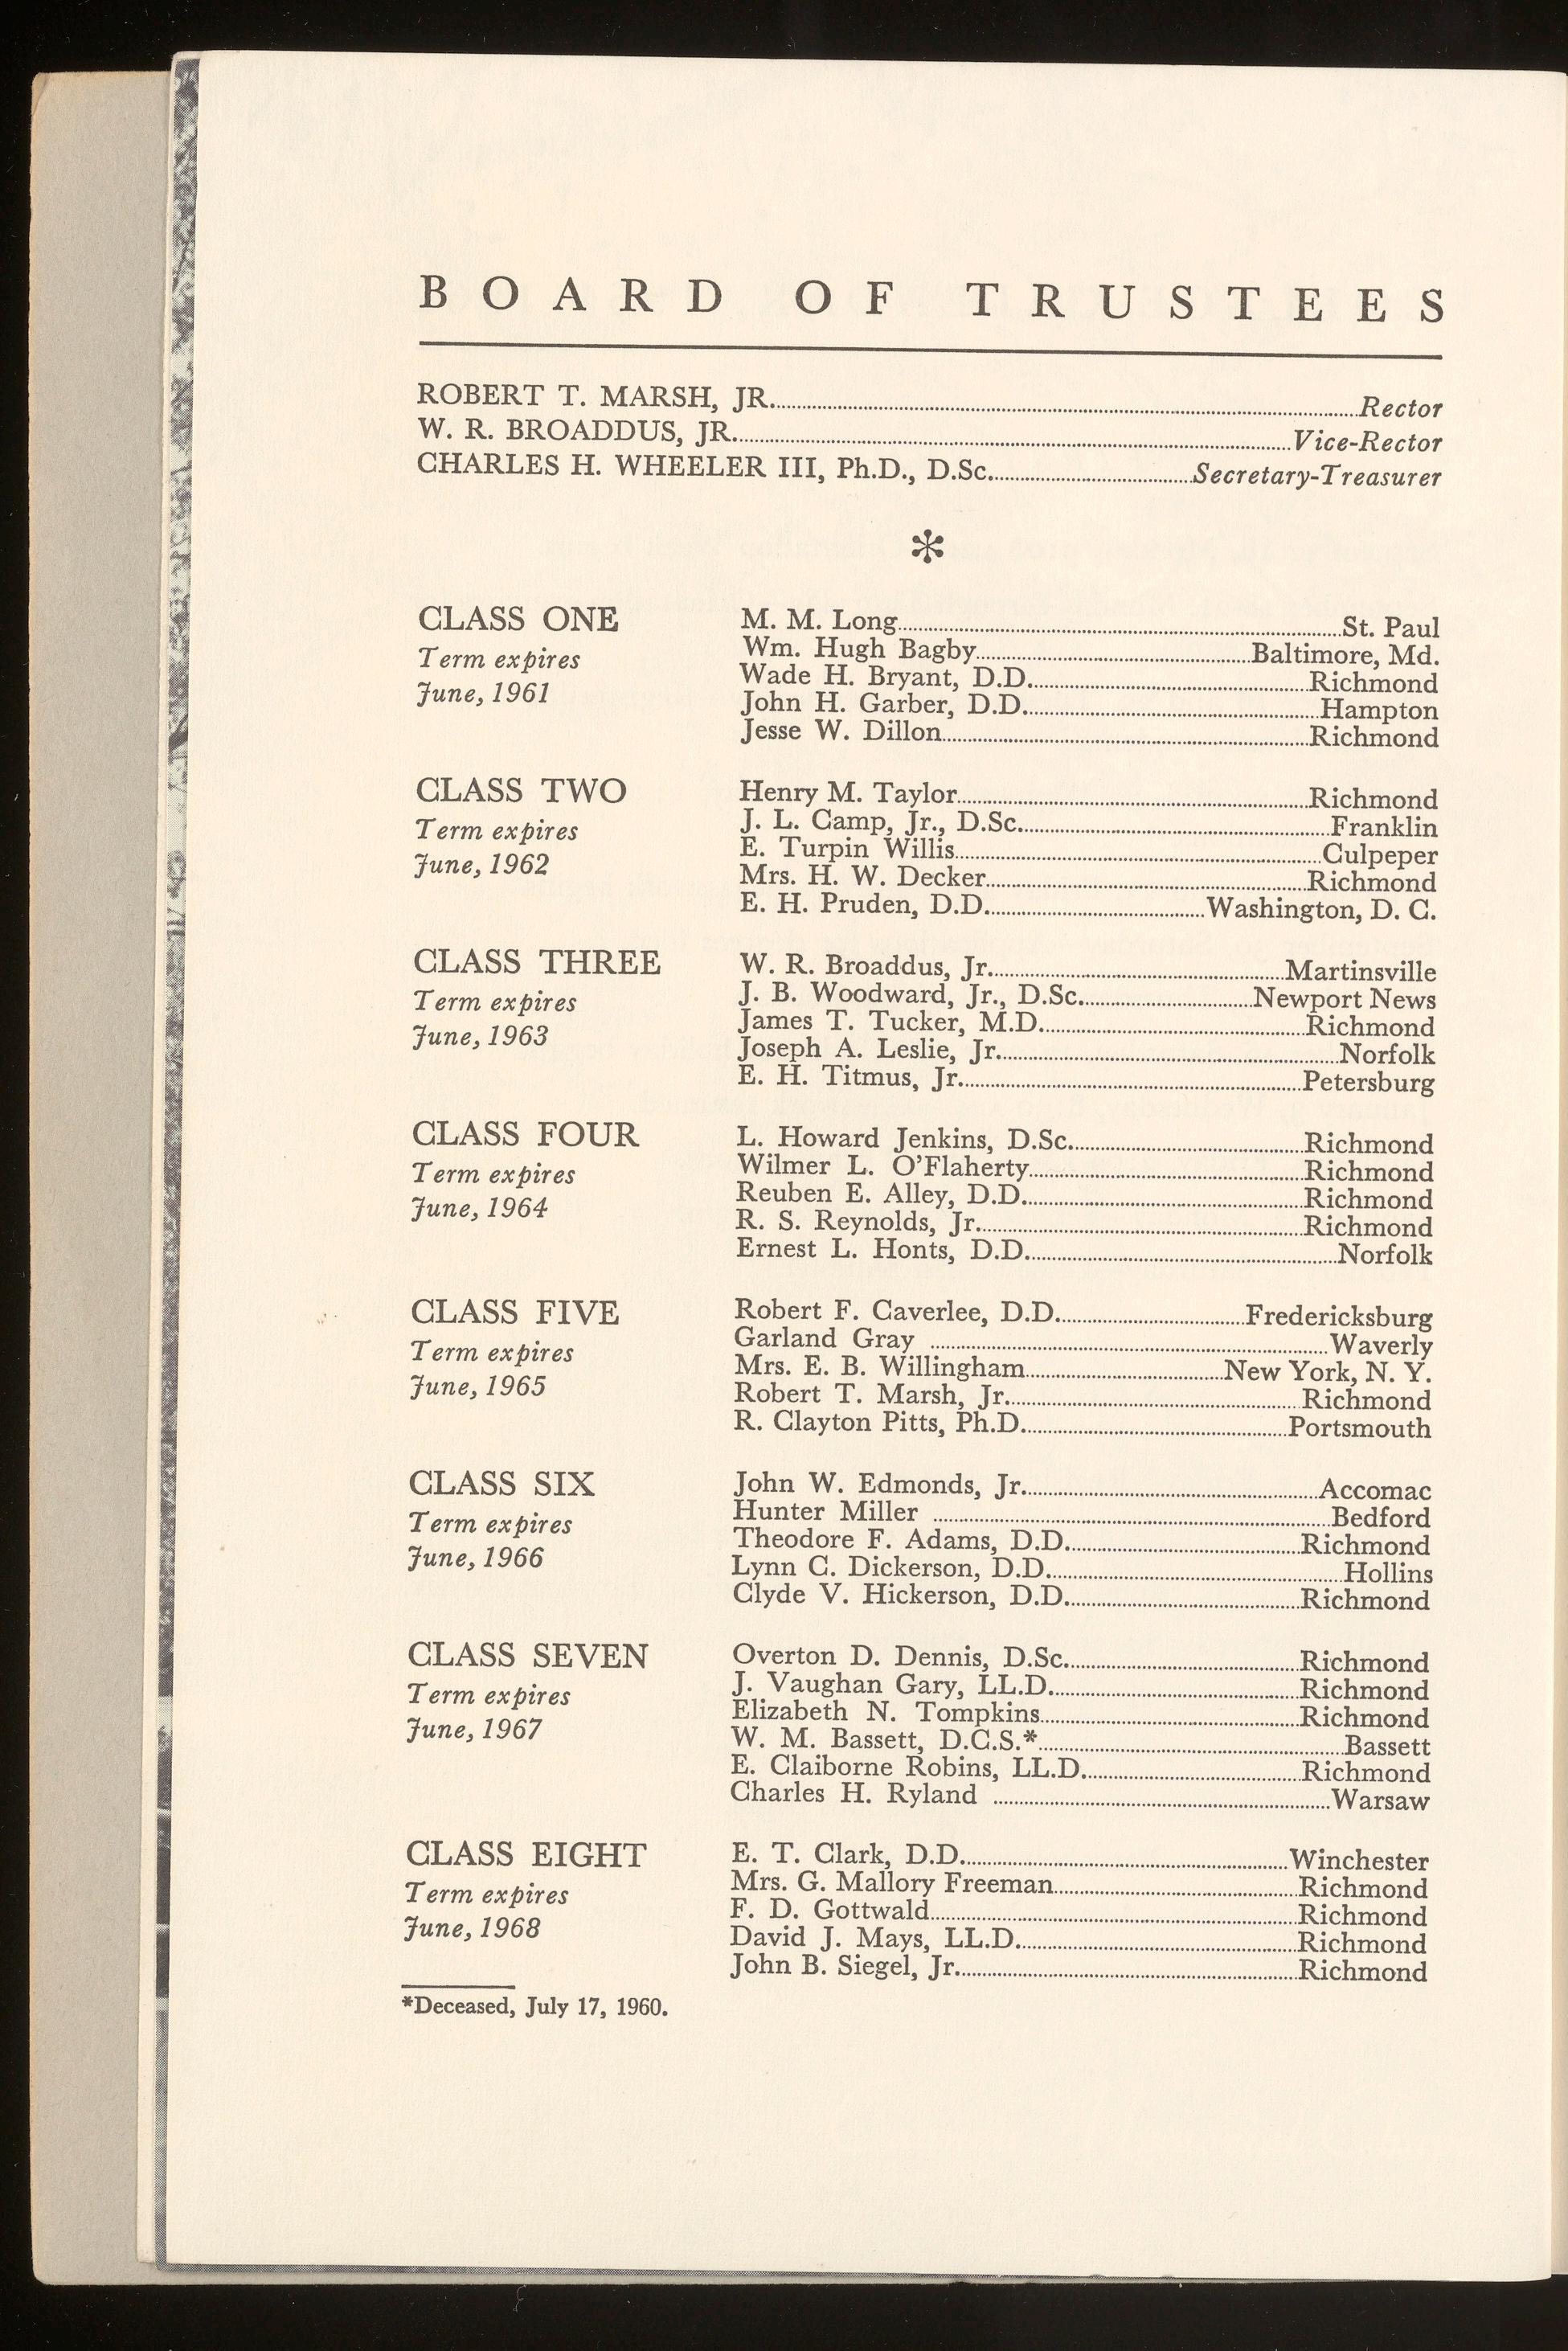 BOARD OF TRUSTEES
ROBERT T. MARSH, JR. Rector
W. R. BROADDUS, JR. Vice-Rector
CHARLES H. WHEELER III, Ph.D., D.Sc. Secretary-Treasurer
*
CLASS ONE
Term expires
June, 1961
M. M. Long St. Paul
Wm. Hugh Bagby Baltimore, Md.
Wade H. Bryant, D.D. Richmond
John H. Garber, D.D. Hampton
Jesse W. Dillon Richmond
CLASS TWO
Term expires
June, 1962
Henry M. Taylor Richmond
J. L. Camp, Jr., D.Sc. Franklin
E. Turpin Willis Culpeper
Mrs. H. W. Decker Richmond
E. H. Pruden, D.D. Washington, D. C.
CLASS THREE
Term expires
June, 1963
W. R. Broaddus, Jr. Martinsville
J. B. Woodward, Jr., D.Sc. Newport News
James T. Tucker, M.D. Richmond
Joseph A. Leslie, Jr. Norfolk
E. H. Titmus, Jr. Petersburg
CLASS FOUR
Term expires
June, 1964
L. Howard Jenkins, D.Sc. Richmond
Wilmer L. O'Flaherty Richmond
Reuben E. Alley, D.D. Richmond
R. S. Reynolds, Jr. Richmond
Ernest L. Honts, D.D. Norfolk
CLASS FIVE
Term expires
June, 1965
Robert F. Caverlee, D.D. Fredericksburg
Garland Gray Waverly
Mrs. E. B. Willingham New York, N. Y.
Robert T. Marsh, Jr. Richmond
R. Clayton Pitts, Ph.D. Portsmouth
CLASS SIX
Term expires
June, 1966
John W. Edmonds, Jr. Accomac
Hunter Miller Bedford
Theodore F. Adams, D.D. Richmond
Lynn C. Dickerson, D.D. Hollins
Clyde V. Hickerson, D.D. Richmond
CLASS SEVEN
Term expires
June, 1967
Overton D. Dennis, D.Sc. Richmond
J. Vaughan Gary, LL.D. Richmond
Elizabeth N. Tompkins Richmond
W. M. Bassett, D.C.S.* Bassett
E. Claiborne Robins, LL.D. Richmond
Charles H. Ryland Warsaw
CLASS EIGHT
Term expires
June, 1968
E. T. Clark, D.D. Winchester
Mrs. G. Mallory Freeman Richmond
F. D. Gottwald Richmond
David J. Mays, LL.D. Richmond
John B. Siegel, Jr. Richmond
*Deceased, July 17, 1960.